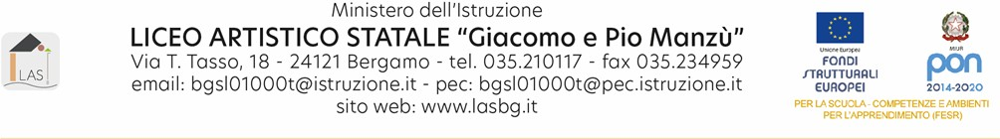 Ministero dell'Istruzione
LICEO ARTISTICO STATALE “Giacomo e Pio Manzù”
Via T. Tasso, 18 - 24121 Bergamo - tel. 035.210117 - fax 035.234959
email: bgsl01000t@istruzione.it - pec: bgsl01000t@pec.istruzione.it
sito web: www.lasbg.it
LAS
Unione Europea
FONDI
STRUTTURALI
EUROPEI
MIUR
pon
2014-2020
PER LA SCUOLA - COMPETENZE E AMBIENTI
PER L'APPRENDIMENTO (FESR)